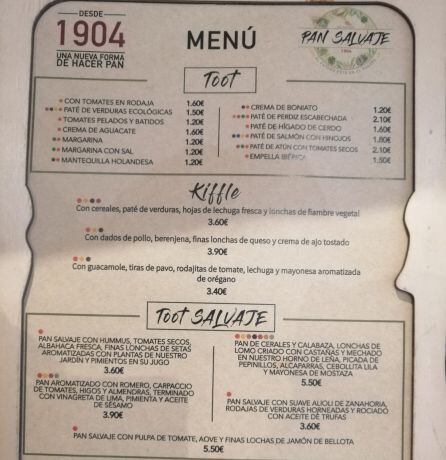 DESDE
1904
UNA NUEVA FORMA
DE HACER PAN
MENÚ
PAN SALVAJE
1904
Toot
CON TOMATES EN RODAJA 1.60€
PATÉ DE VERDURAS ECOLÓGICAS 1.50€
TOMATES PELADOS Y BATIDOS 1.20€
CREMA DE AGUACATE 1.60€
MARGARINA 1.20€
MARGARINA CON SAL 1.20€
MANTEQUILLA HOLANDESA 1.20€
CREMA DE BONIATO 1.20€
PATÉ DE PERDIZ ESCABECHADA 2.10€
PATÉ DE HÍGADO DE CERDO 1.60€
PATÉ DE SALMÓN CON HINOJOS 1.80€
PATÉ DE ATÚN CON TOMATES SECOS 2.10€
EMPELLA IBÉRICA 1.50€
Kiffle
Con cereales, paté de verduras, hojas de lechuga fresca y lonchas de fiambre vegetal
3.60€
Con dados de pollo, berenjena, finas lonchas de queso y crema de ajo tostado
3.90€
Con guacamole, tiras de pavo, rodajitas de tomate, lechuga y mayonesa aromatizada
de orégano
3.40€
Toot SALVAJE
PAN SALVAJE CON HUMMUS, TOMATES SECOS,
ALBAHACA FRESCA, FINAS LONCHAS DE SETAS
AROMATIZADAS CON PLANTAS DE NUESTRO
JARDÍN Y PIMIENTOS EN SU JUGO
3.60€
PAN AROMATIZADO CON ROMERO, CARPACCIO
DE TOMATES, HIGOS Y ALMENDRAS, TERMINADO
CON VINAGRETA DE LIMA, PIMIENTA Y ACEITE
DE SÉSAMO
3.90€
PAN DE CERALES Y CALABAZA, LONCHAS DE
LOMO CRIADO CON CASTAÑAS Y MECHADO
EN NUESTRO HORNO DE LEÑA, PICADA DE
PEPINILLOS, ALCAPARRAS, CEBOLLITA LILA
Y MAYONESA DE MOSTAZA
5.50€
PAN SALVAJE CON SUAVE ALIOLI DE ZANAHORIA,
RODAJAS DE VERDURAS HORNEADAS Y ROCIADO
CON ACEITE DE TRUFAS
3.60€
PAN SALVAJE CON PULPA DE TOMATE, AOVE Y FINAS LOCHAS DE JAMÓN DE BELLOTA
5.50€